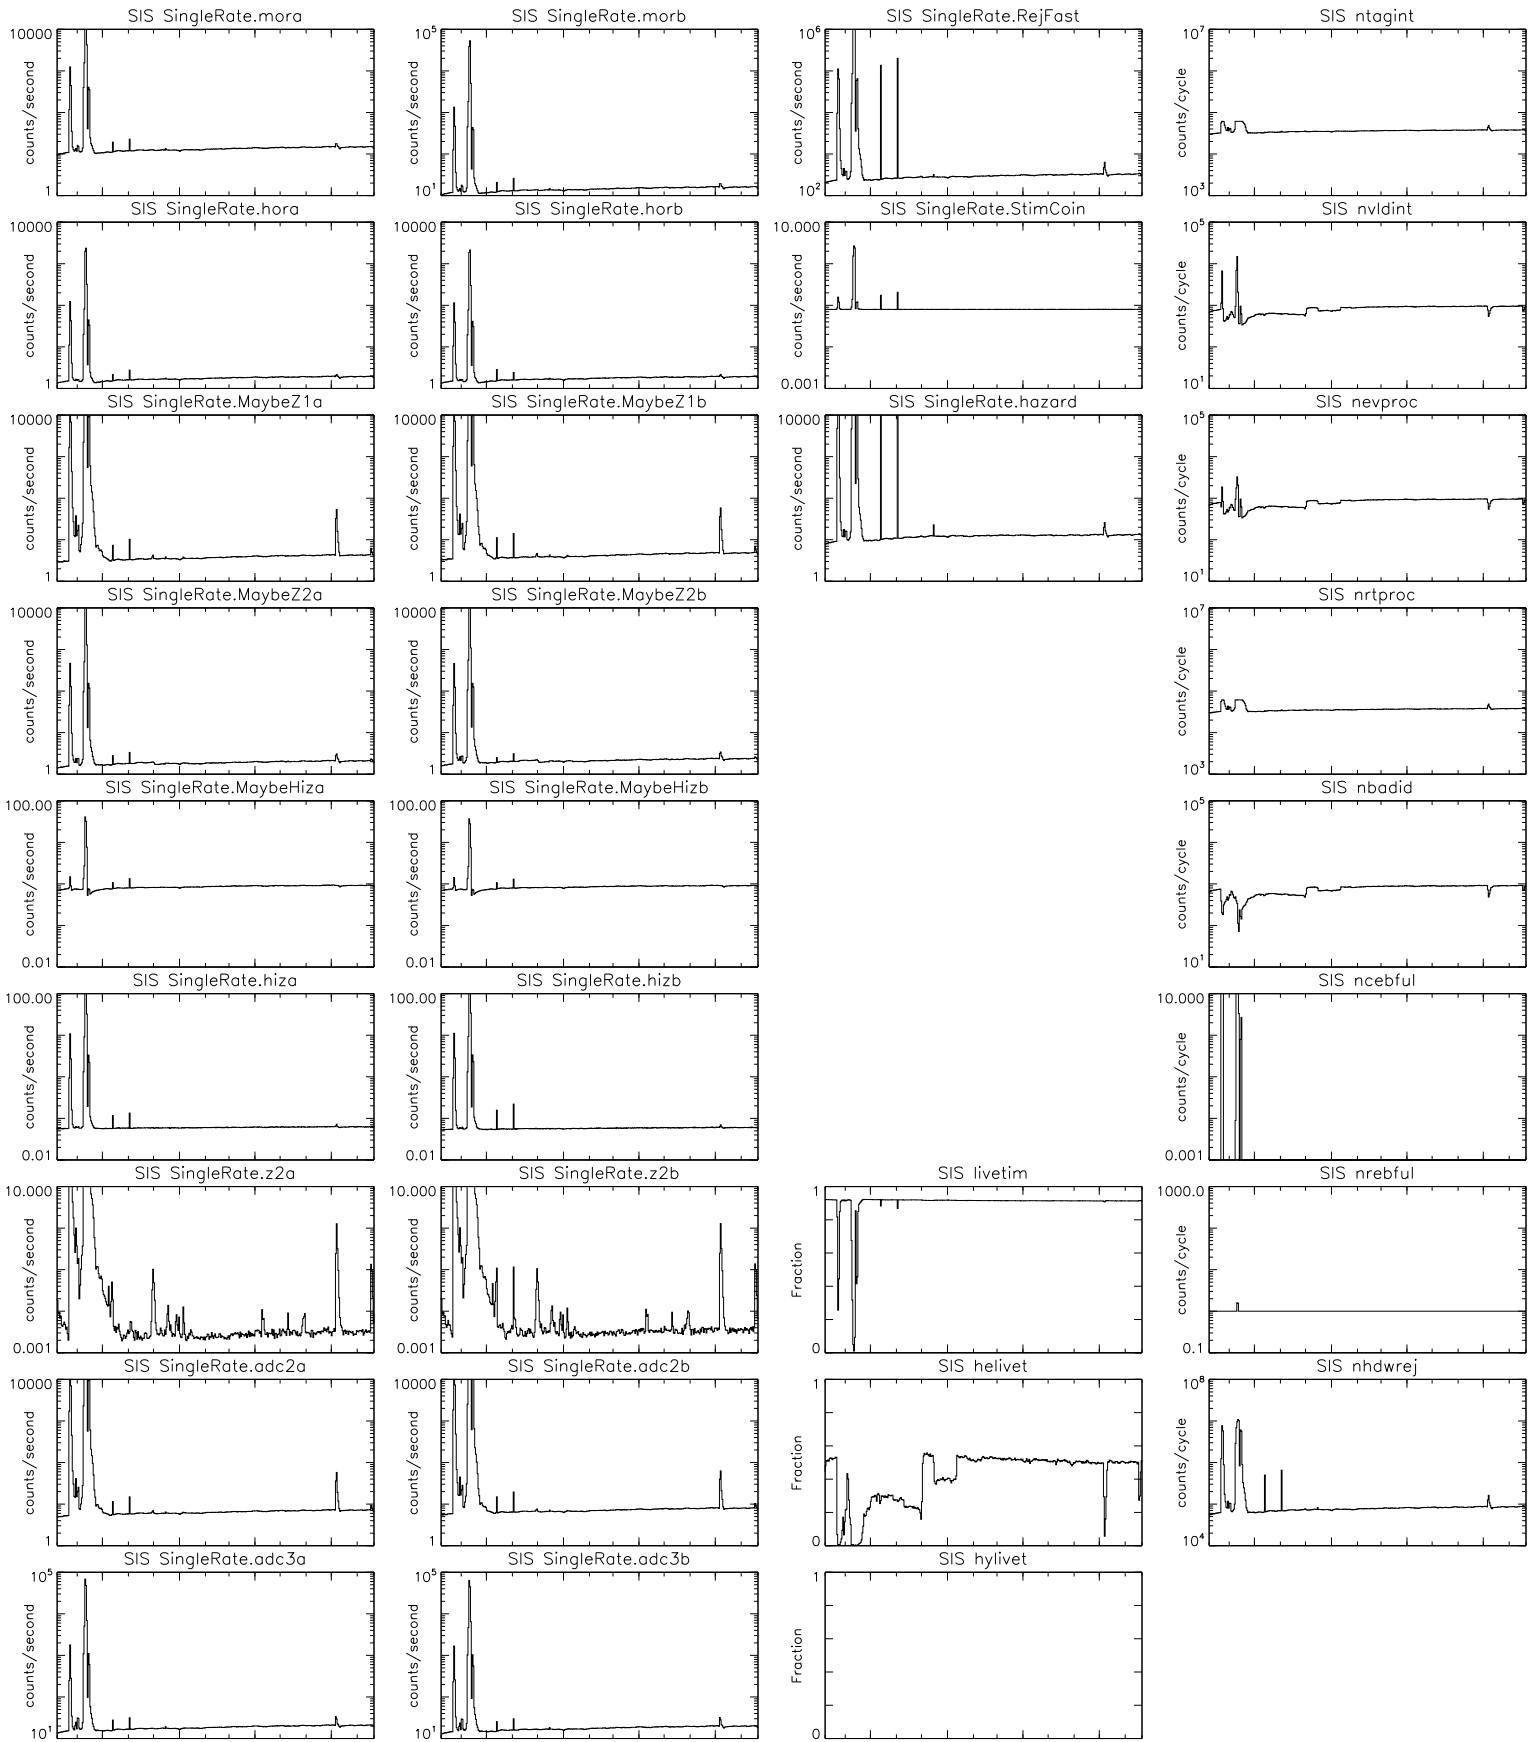 SIS SingleRate.mora
10000
counts/second
1
SIS SingleRate.morb
10^5
counts/second
10^1
SIS SingleRate.RejFast
10^6
counts/second
10^2
SIS ntagint
10^7
counts/cycle
10^3
SIS SingleRate.hora
10000
counts/second
1
SIS SingleRate.horb
10000
counts/second
1
SIS SingleRate.StimCoin
10.000
counts/second
0.001
SIS nvldint
10^5
counts/cycle
10^1
SIS SingleRate.MaybeZ1a
10000
counts/second
1
SIS SingleRate.MaybeZ1b
10000
counts/second
1
SIS SingleRate.hazard
10000
counts/second
1
SIS nevproc
10^5
counts/cycle
10^1
SIS SingleRate.MaybeZ2a
10000
counts/second
1
SIS SingleRate.MaybeZ2b
10000
counts/second
1
SIS nrtproc
10^7
counts/cycle
10^3
SIS SingleRate.MaybeHiza
100.00
counts/second
0.01
SIS SingleRate.MaybeHizb
100.00
counts/second
0.01
SIS nbadid
10^5
counts/cycle
10^1
SIS SingleRate.hiza
100.00
counts/second
0.01
SIS SingleRate.hizb
100.00
counts/second
0.01
SIS ncebful
10.000
counts/cycle
0.001
SIS SingleRate.z2a
10.000
counts/second
0.001
SIS SingleRate.z2b
10.000
counts/second
0.001
SIS livetim
1
Fraction
0
SIS nrebful
1000.0
counts/cycle
0.1
SIS SingleRate.adc2a
10000
counts/second
1
SIS SingleRate.adc2b
10000
counts/second
1
SIS helivet
1
Fraction
0
SIS nhdwrej
10^8
counts/cycle
10^4
SIS SingleRate.adc3a
10^5
counts/second
10^1
SIS SingleRate.adc3b
10^5
counts/second
10^1
SIS hylivet
1
Fraction
0